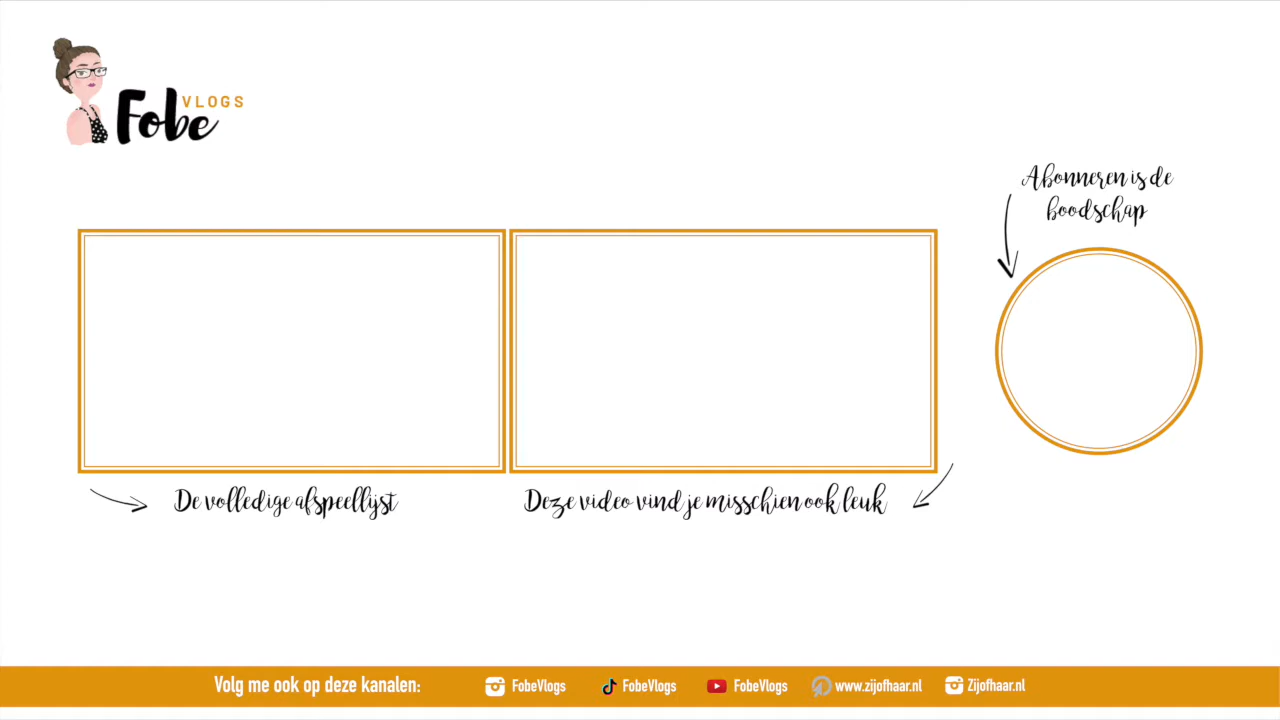 VLOGS
Fobe
Abonneren is de
boodschap
De volledige afspeellijst
Deze video vind je misschien ook leuk
Volg me ook op deze kanalen: FobeVlogs FobeVlogs FobeVlogs www.zijofhaar.nl Zijofhaar.nl